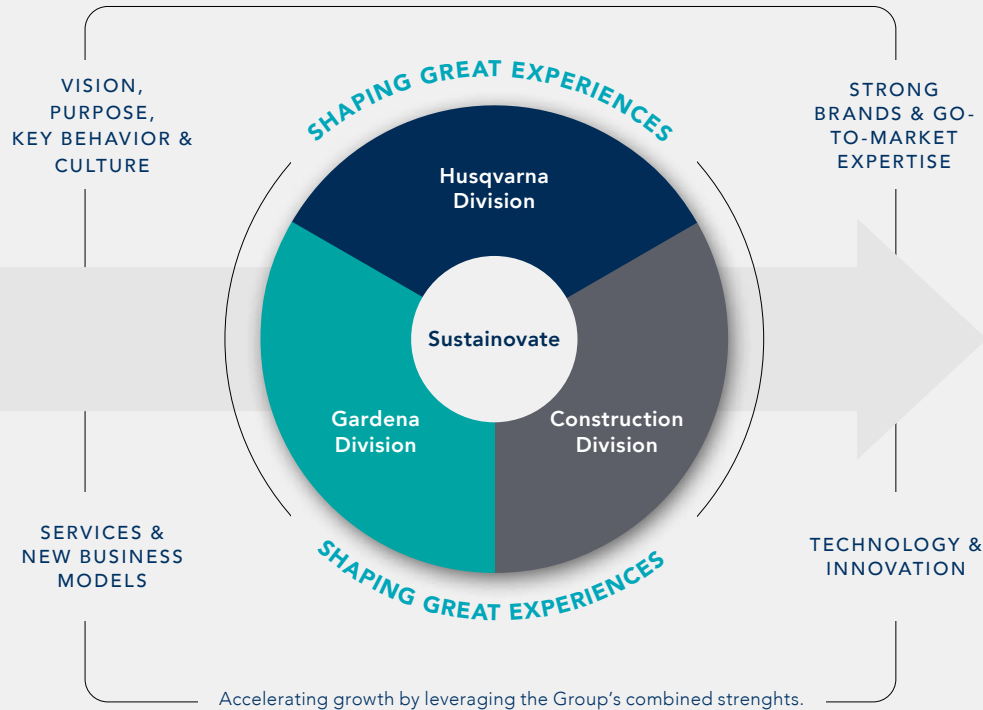 SHAPING GREAT EXPERIENCES
VISION,
PURPOSE,
KEY BEHAVIOR &
CULTURE
STRONG
BRANDS & GO-
TO-MARKET
EXPERTISE
Husqvarna
Division
Sustainovate
Gardena
Division
Construction
Division
SERVICES &
NEW BUSINESS
MODELS
TECHNOLOGY &
INNOVATION
SHAPING GREAT EXPERIENCES
Accelerating growth by leveraging the Group’s combined strenghts.